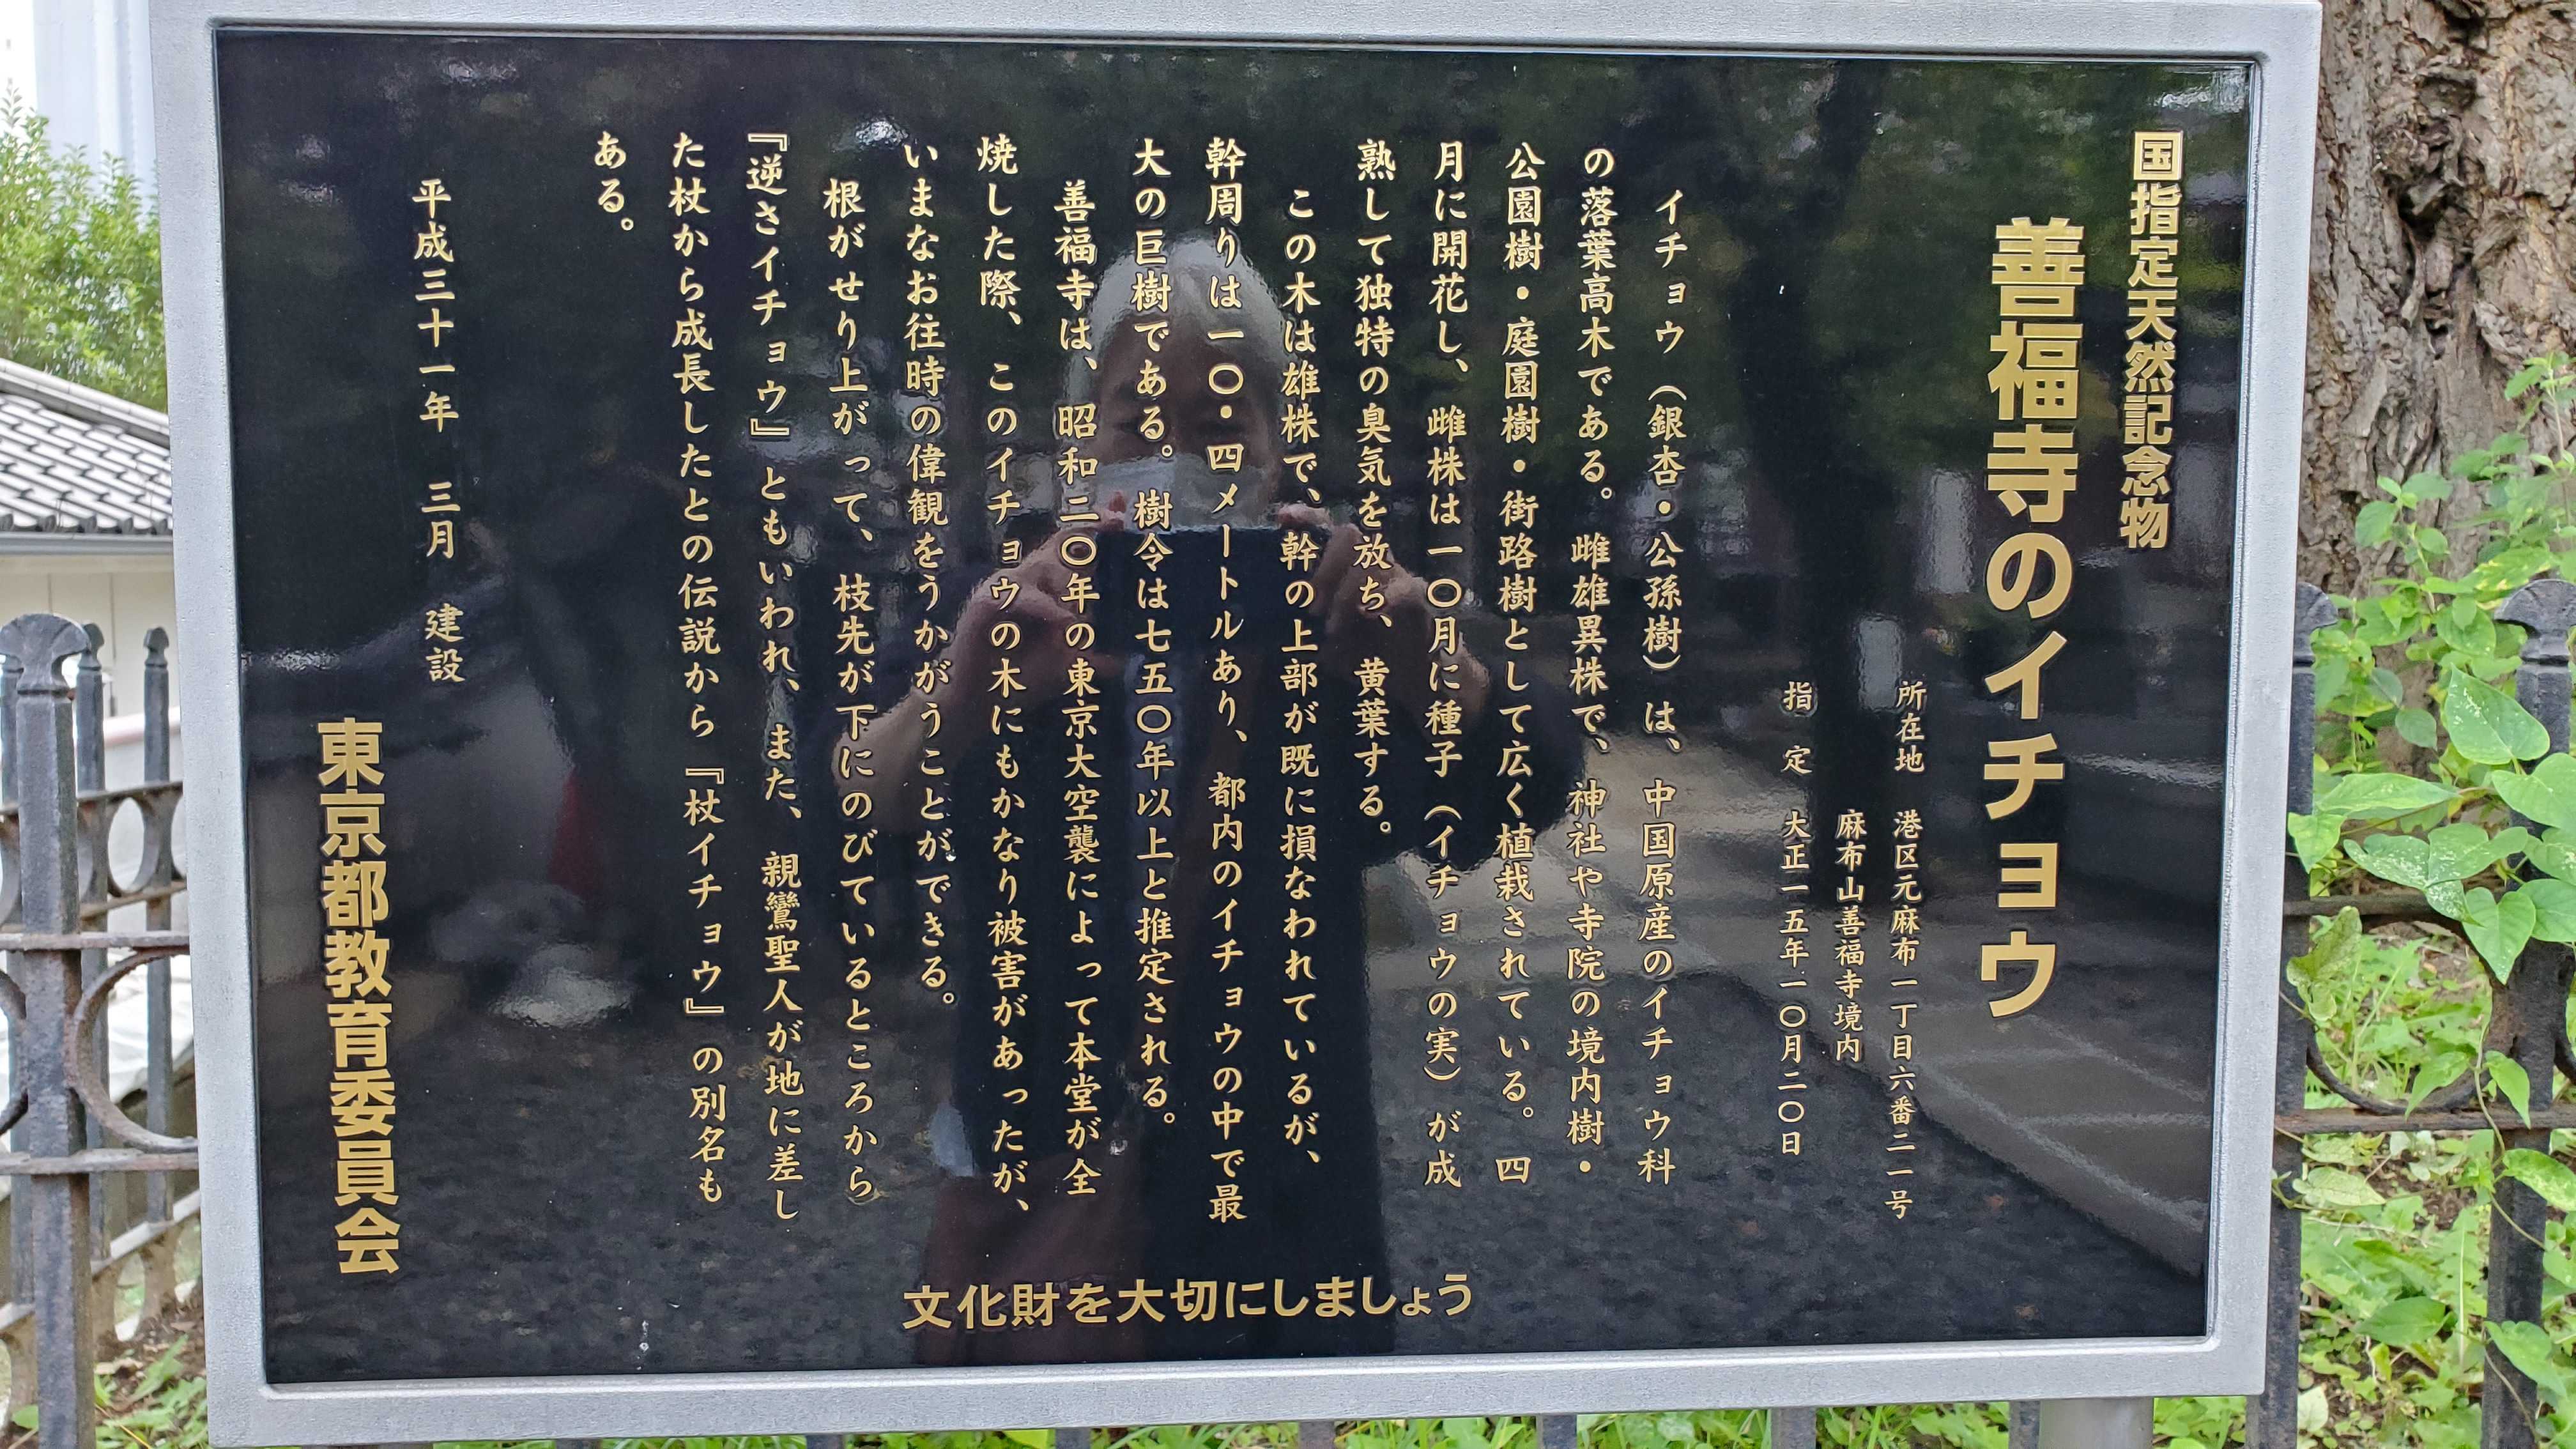 国指定天然記念物
善福寺のイチョウ
所在地　港区元麻布一丁目六番二一号
麻布山善福寺境内
指　定　大正一五年一〇月二〇日
イチョウ（銀杏・公孫樹）は、中国原産のイチョウ科
の落葉高木である。雌雄異株で、神社や寺院の境内樹・
公園樹・庭園樹・街路樹として広く植栽されている。四
月に開花し、雌株は一〇月に種子（イチョウの実）が成
熟して独特の臭気を放ち、黄葉する。
この木は雄株で、幹の上部が既に損なわれているが、
幹周りは一〇・四メートルあり、都内のイチョウの中で最
大の巨樹である。樹令は七五〇年以上と推定される。
善福寺は、昭和二〇年の東京大空襲によって本堂が全
焼した際、このイチョウの木にもかなり被害があったが、
いまなお往時の偉観をうかがうことができる。
根がせり上がって、枝先が下にのびているところから
『逆さイチョウ』ともいわれ、また、親鸞聖人が地に差し
た杖から成長したとの伝説から『杖イチョウ』の別名も
ある。
平成三十一年　三月　建設
東京都教育委員会
文化財を大切にしましょう